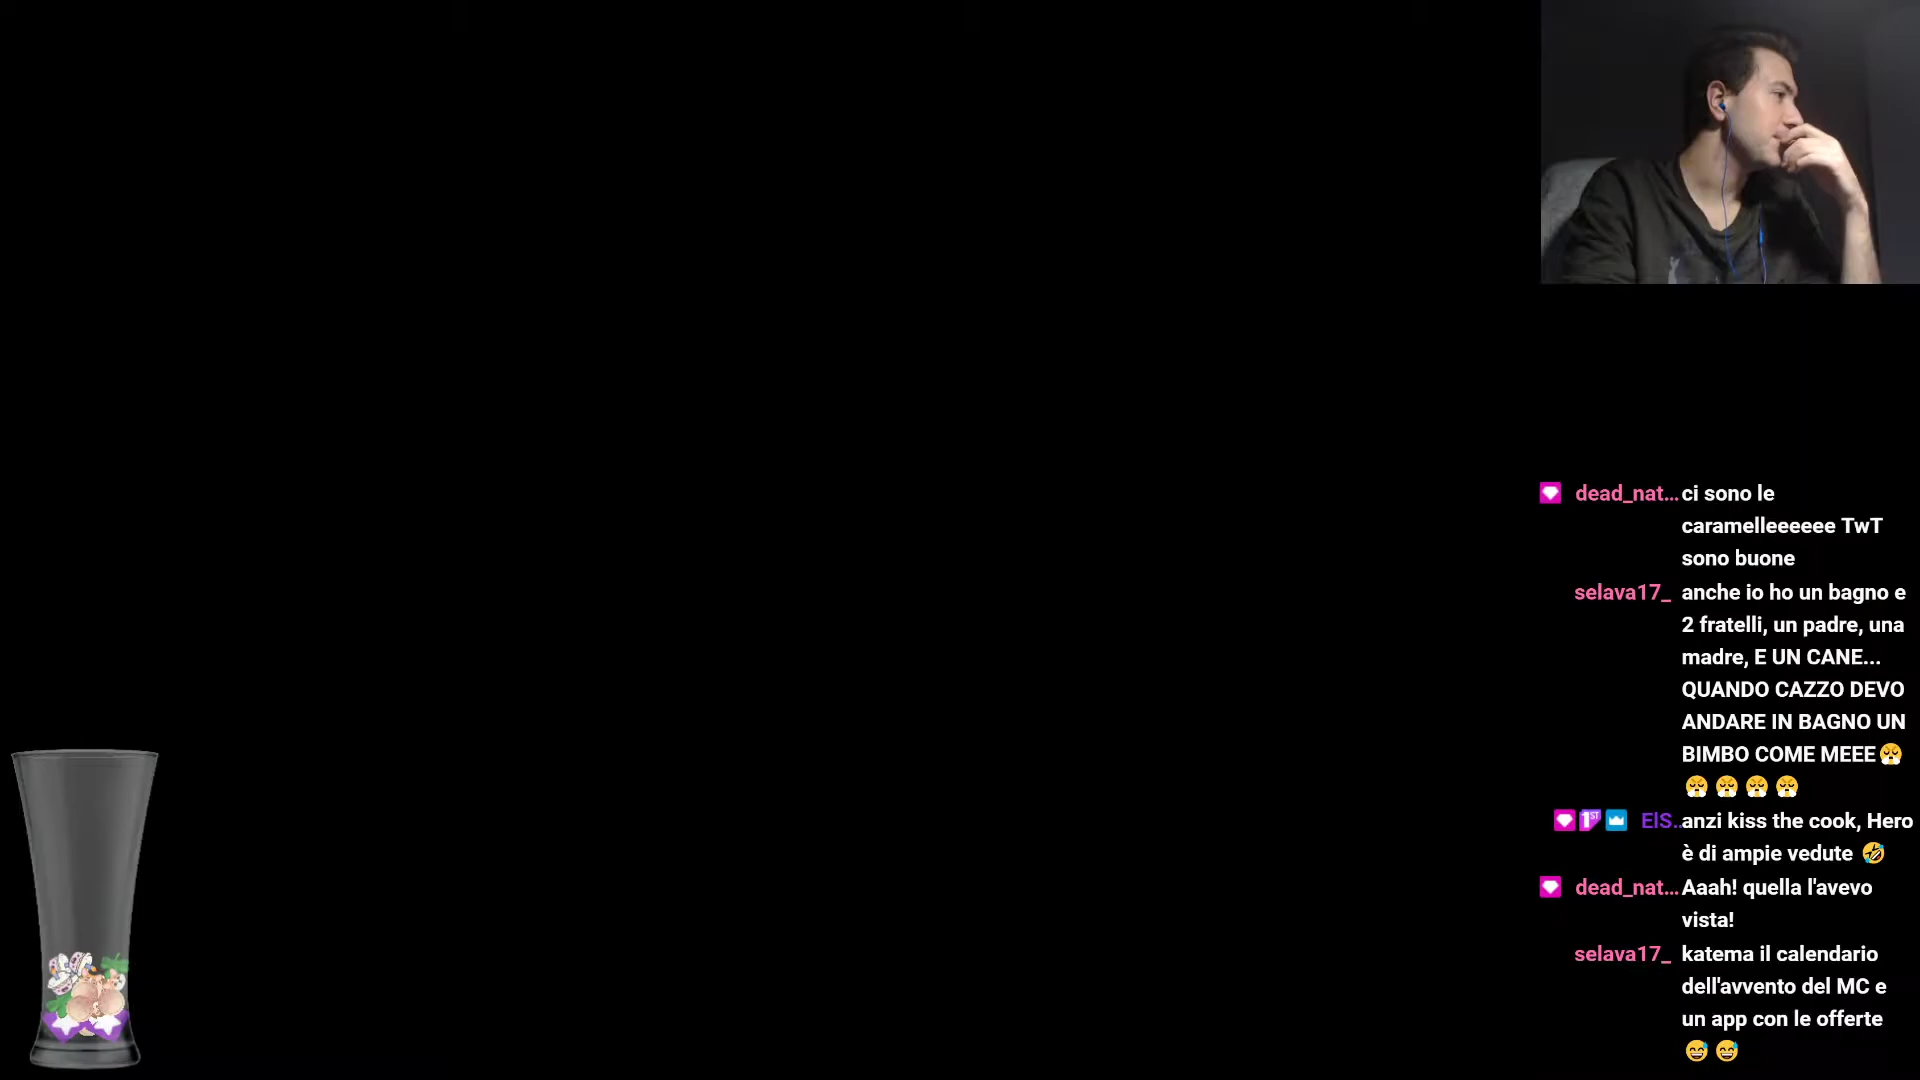 dead_nat... ci sono le
caramelleeeeee TwT
sono buone
selava17_ anche io ho un bagno e
2 fratelli, un padre, una
madre, E UN CANE...
QUANDO CAZZO DEVO
ANDARE IN BAGNO UN
BIMBO COME MEEE😤
😤 😤 😤 😤
1ST ElS.. anzi kiss the cook, Hero
è di ampie vedute 🤣
dead_nat... Aaah! quella l'avevo
vista!
selava17_ katema il calendario
dell'avvento del MC e
un app con le offerte
😅 😅